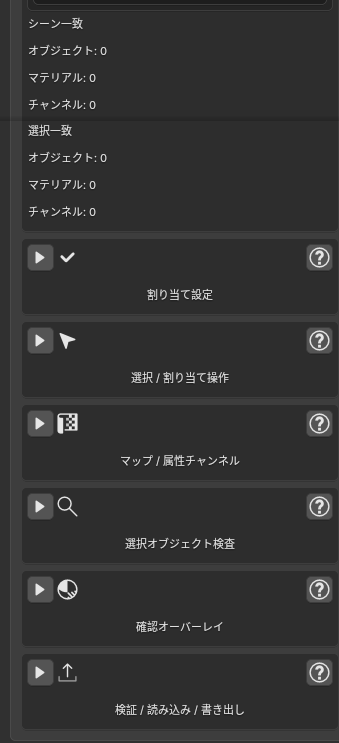 シーン一致
オブジェクト: 0
マテリアル: 0
チャンネル: 0
選択一致
オブジェクト: 0
マテリアル: 0
チャンネル: 0
割り当て設定
選択 / 割り当て操作
マップ / 属性チャンネル
選択オブジェクト検査
確認オーバーレイ
検証 / 読み込み / 書き出し